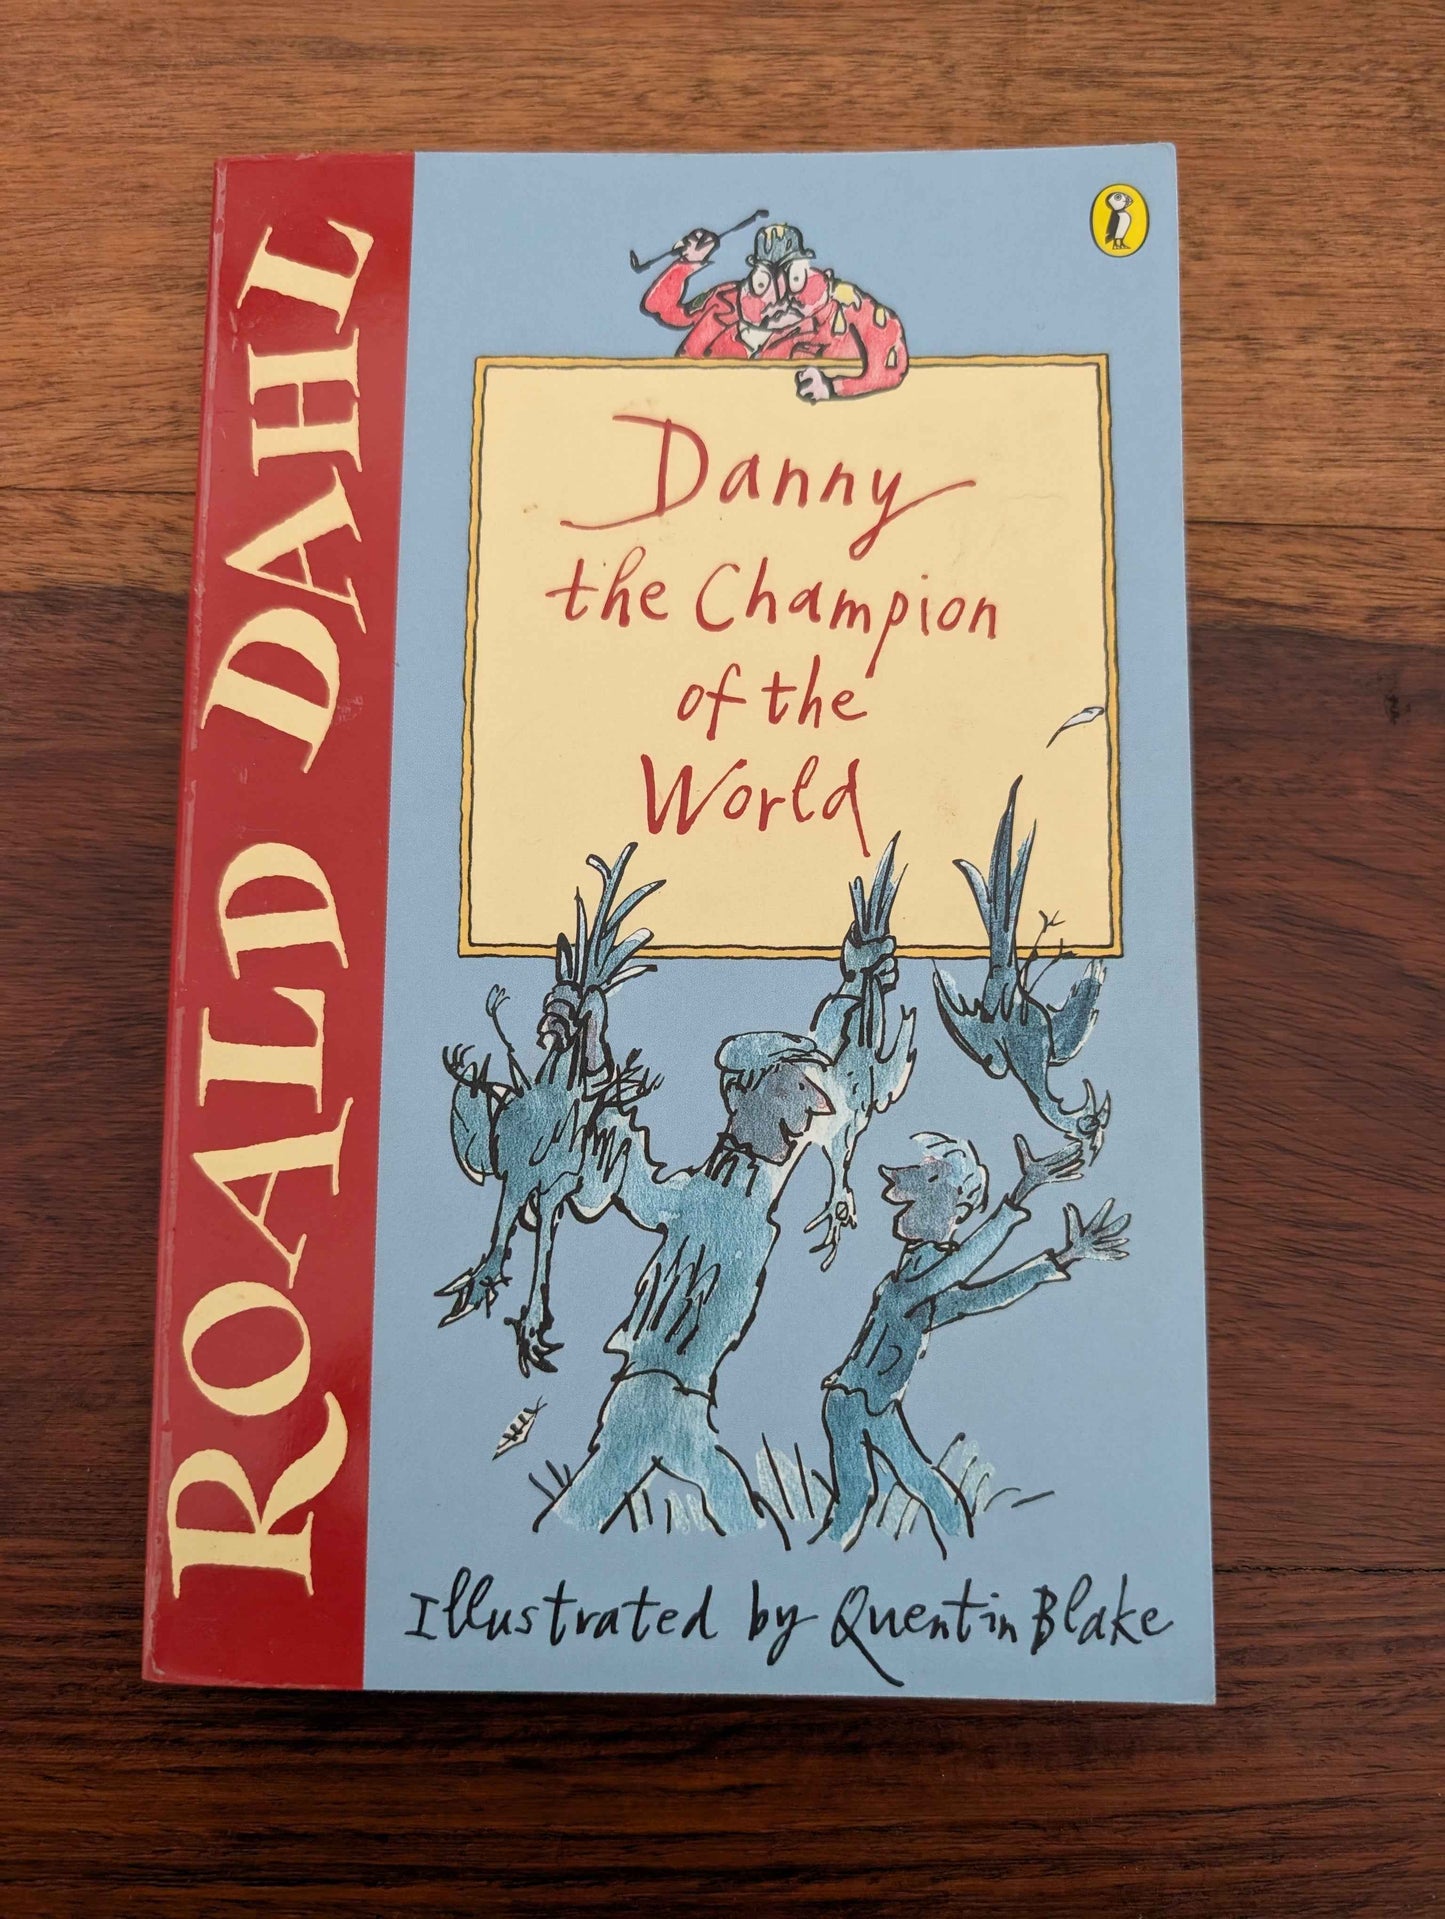 ROALD DAHL
Danny
the Champion
of the
World
Illustrated by Quentin Blake